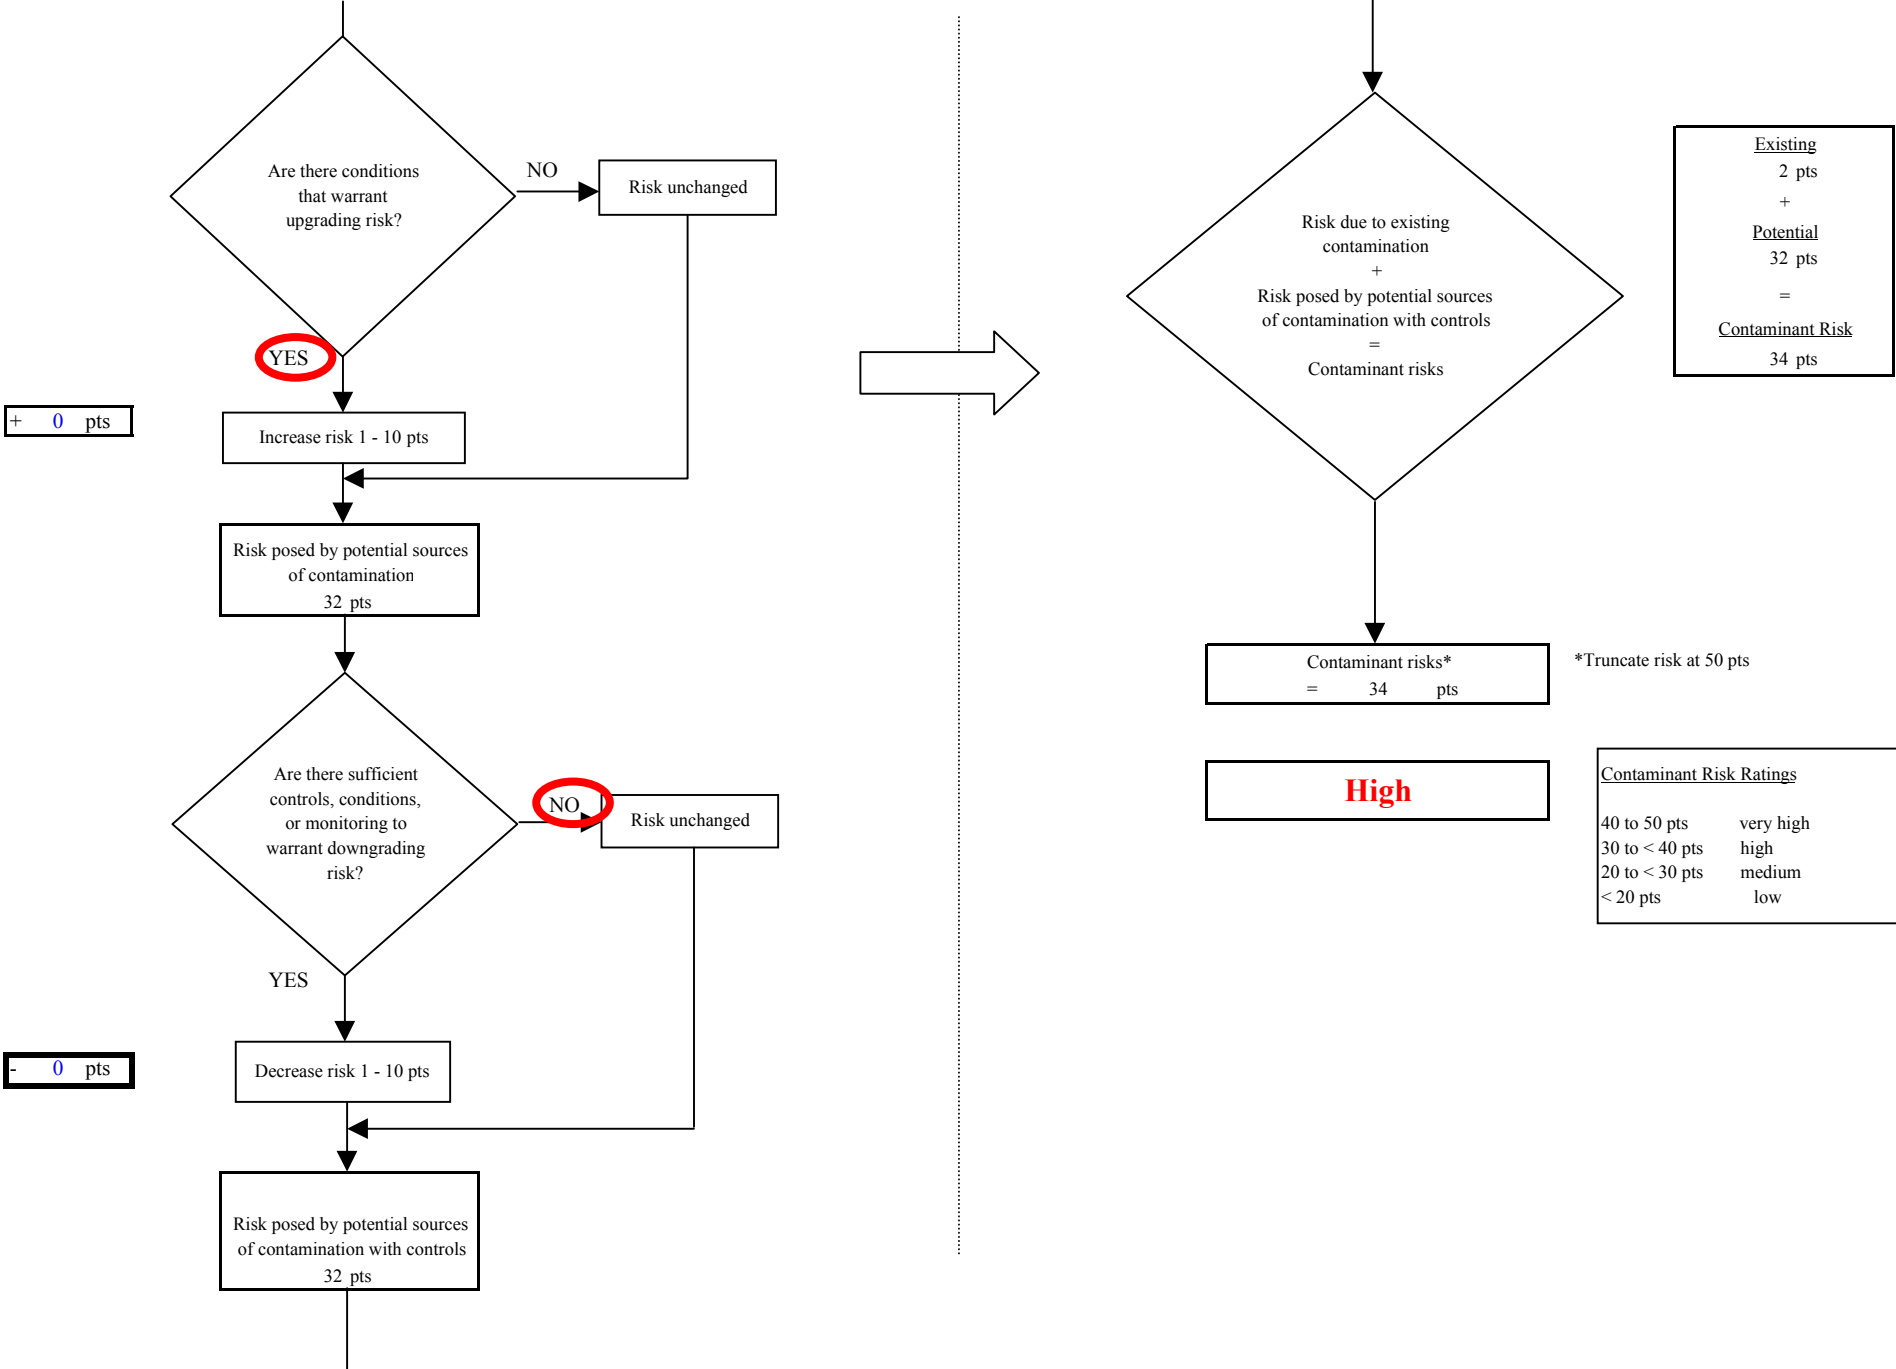 Are there conditions
that warrant
upgrading risk?
NO
Risk unchanged
YES
+ 0 pts
Increase risk 1 - 10 pts
Risk posed by potential sources
of contamination
32 pts
Are there sufficient
controls, conditions,
or monitoring to
warrant downgrading
risk?
NO
Risk unchanged
YES
- 0 pts
Decrease risk 1 - 10 pts
Risk posed by potential sources
of contamination with controls
32 pts
Risk due to existing
contamination
+
Risk posed by potential sources
of contamination with controls
=
Contaminant risks
Existing
2 pts
+
Potential
32 pts
=
Contaminant Risk
34 pts
Contaminant risks*
= 34 pts
*Truncate risk at 50 pts
High
Contaminant Risk Ratings
40 to 50 pts very high
30 to < 40 pts high
20 to < 30 pts medium
< 20 pts low